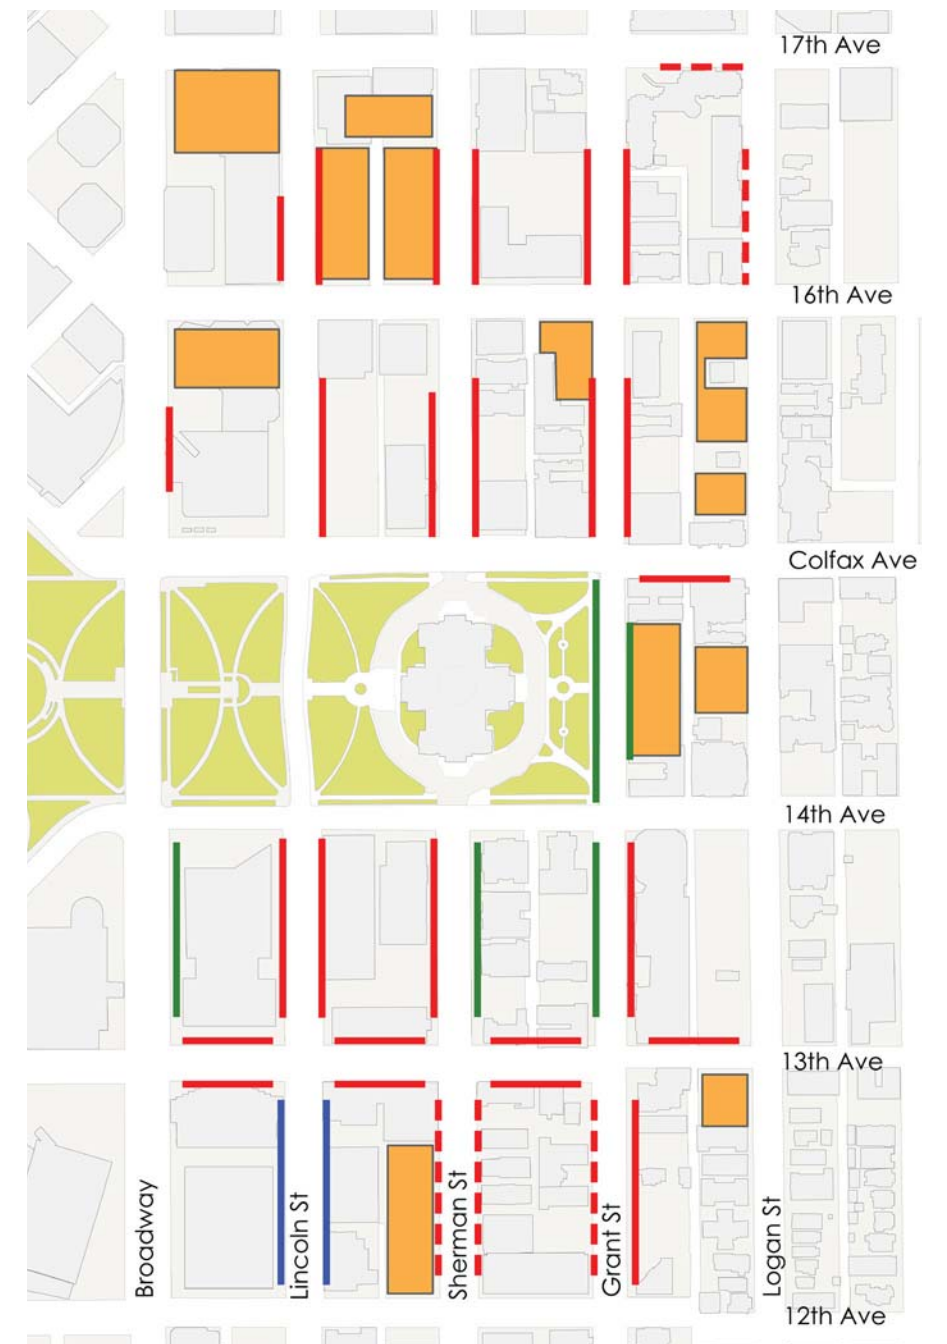 17th Ave
16th Ave
Colfax Ave
14th Ave
13th Ave
Broadway
Lincoln St
Sherman St
Grant St
Logan St
12th Ave